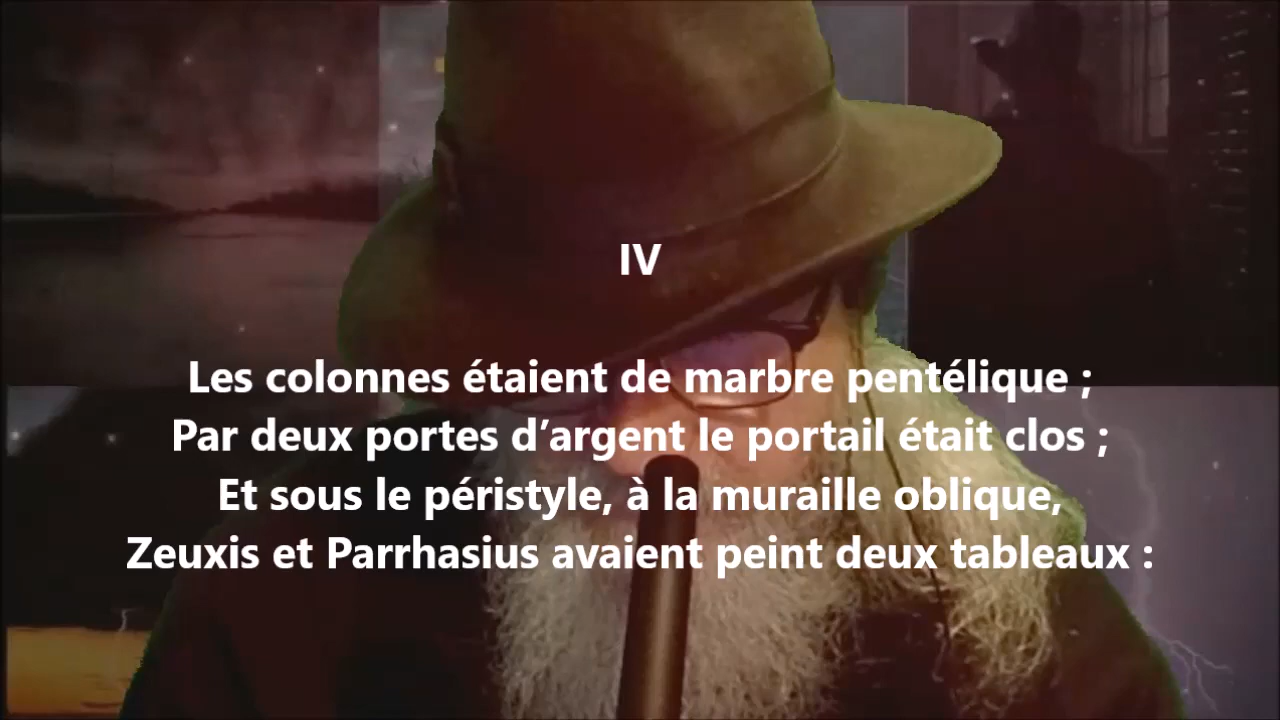 IV
Les colonnes étaient de marbre pentélique ;
Par deux portes d’argent le portail était clos ;
Et sous le péristyle, à la muraille oblique,
Zeuxis et Parrhasius avaient peint deux tableaux :